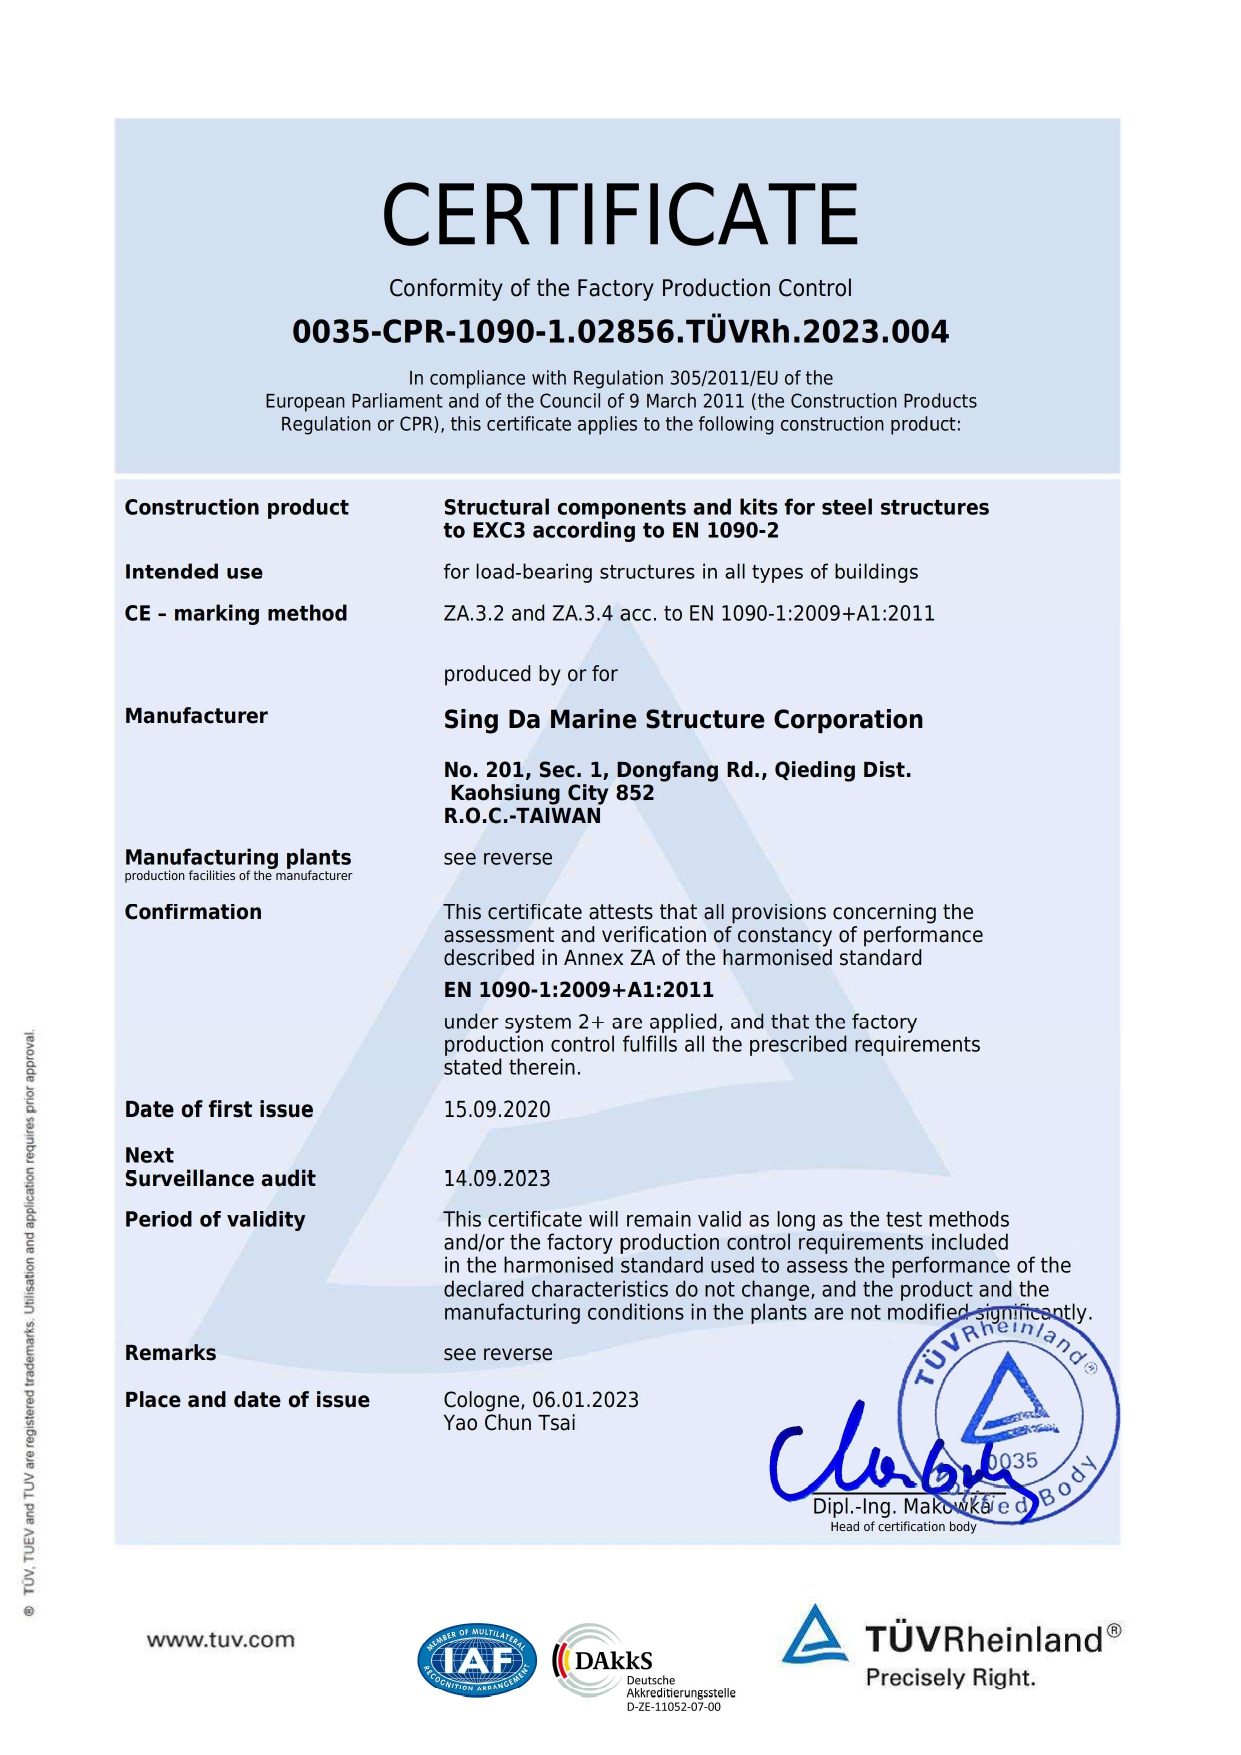 CERTIFICATE
Conformity of the Factory Production Control
0035-CPR-1090-1.02856.TÜVRh.2023.004
In compliance with Regulation 305/2011/EU of the
European Parliament and of the Council of 9 March 2011 (the Construction Products
Regulation or CPR), this certificate applies to the following construction product:
Construction product Structural components and kits for steel structures
to EXC3 according to EN 1090-2
Intended use for load-bearing structures in all types of buildings
CE – marking method ZA.3.2 and ZA.3.4 acc. to EN 1090-1:2009+A1:2011
produced by or for
Manufacturer Sing Da Marine Structure Corporation
No. 201, Sec. 1, Dongfang Rd., Qieding Dist.
Kaohsiung City 852
R.O.C.-TAIWAN
Manufacturing plants see reverse
production facilities of the manufacturer
Confirmation This certificate attests that all provisions concerning the
assessment and verification of constancy of performance
described in Annex ZA of the harmonised standard
EN 1090-1:2009+A1:2011
under system 2+ are applied, and that the factory
production control fulfills all the prescribed requirements
stated therein.
Date of first issue 15.09.2020
Next
Surveillance audit 14.09.2023
Period of validity This certificate will remain valid as long as the test methods
and/or the factory production control requirements included
in the harmonised standard used to assess the performance of the
declared characteristics do not change, and the product and the
manufacturing conditions in the plants are not modified significantly.
Remarks see reverse
Place and date of issue Cologne, 06.01.2023
Yao Chun Tsai
TÜVRheinland®
0035
Notified Body
Dipl.-Ing. Makowka
Head of certification body
® TÜV, TUEV and TUV are registered trademarks. Utilisation and application requires prior approval.
www.tuv.com
MEMBER OF MULTILATERAL
IAF
RECOGNITION ARRANGEMENT
DAkkS
Deutsche
Akkreditierungsstelle
D-ZE-11052-07-00
TÜVRheinland®
Precisely Right.